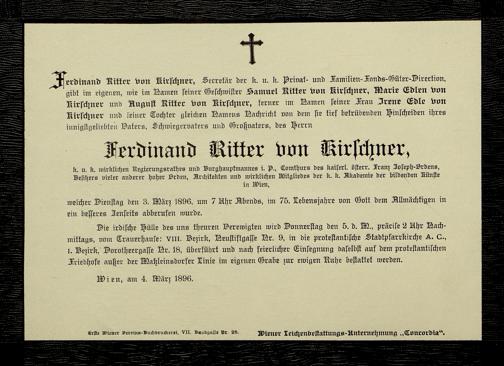 Ferdinand Ritter von Kirschner, Secretär der k. u. k. Privat- und Familien-Fonds-Güter-Direction,
gibt im eigenen, wie im Namen seiner Geschwister Samuel Ritter von Kirschner, Marie Edlen von
Kirschner und August Ritter von Kirschner, ferner im Namen seiner Frau Irene Edle von
Kirschner und seiner Tochter gleichen Namens Nachricht von dem sie tief betrübenden Hinscheiden ihres
innigstgeliebten Vaters, Schwiegervaters und Großvaters, des Herrn
Ferdinand Ritter von Kirschner,
k. u. k. wirklichen Regierungsrathes und Burghauptmannes i. P., Comthurs des kaiserl. österr. Franz Joseph-Ordens,
Besitzers vieler anderer hoher Orden, Architekten und wirklichen Mitgliedes der k. k. Akademie der bildenden Künste
in Wien,
welcher Dienstag den 3. März 1896, um 7 Uhr Abends, im 75. Lebensjahre von Gott dem Allmächtigen in
ein besseres Jenseits abberufen wurde.
Die irdische Hülle des uns theuren Verewigten wird Donnerstag den 5. d. M., präcise 2 Uhr Nach-
mittags, vom Trauerhause: VIII. Bezirk, Neustiftgasse Nr. 9, in die protestantische Stadtpfarrkirche A. C.,
I. Bezirk, Dorotheergasse Nr. 18, überführt und nach feierlicher Einsegnung daselbst auf dem protestantischen
Friedhofe außer der Matzleinsdorfer Linie im eigenen Grabe zur ewigen Ruhe bestattet werden.
Wien, am 4. März 1896.
Erste Wiener Vereins-Buchdruckerei, VII. Bandgasse Nr. 28.
Wiener Leichenbestattungs-Unternehmung „Concordia".